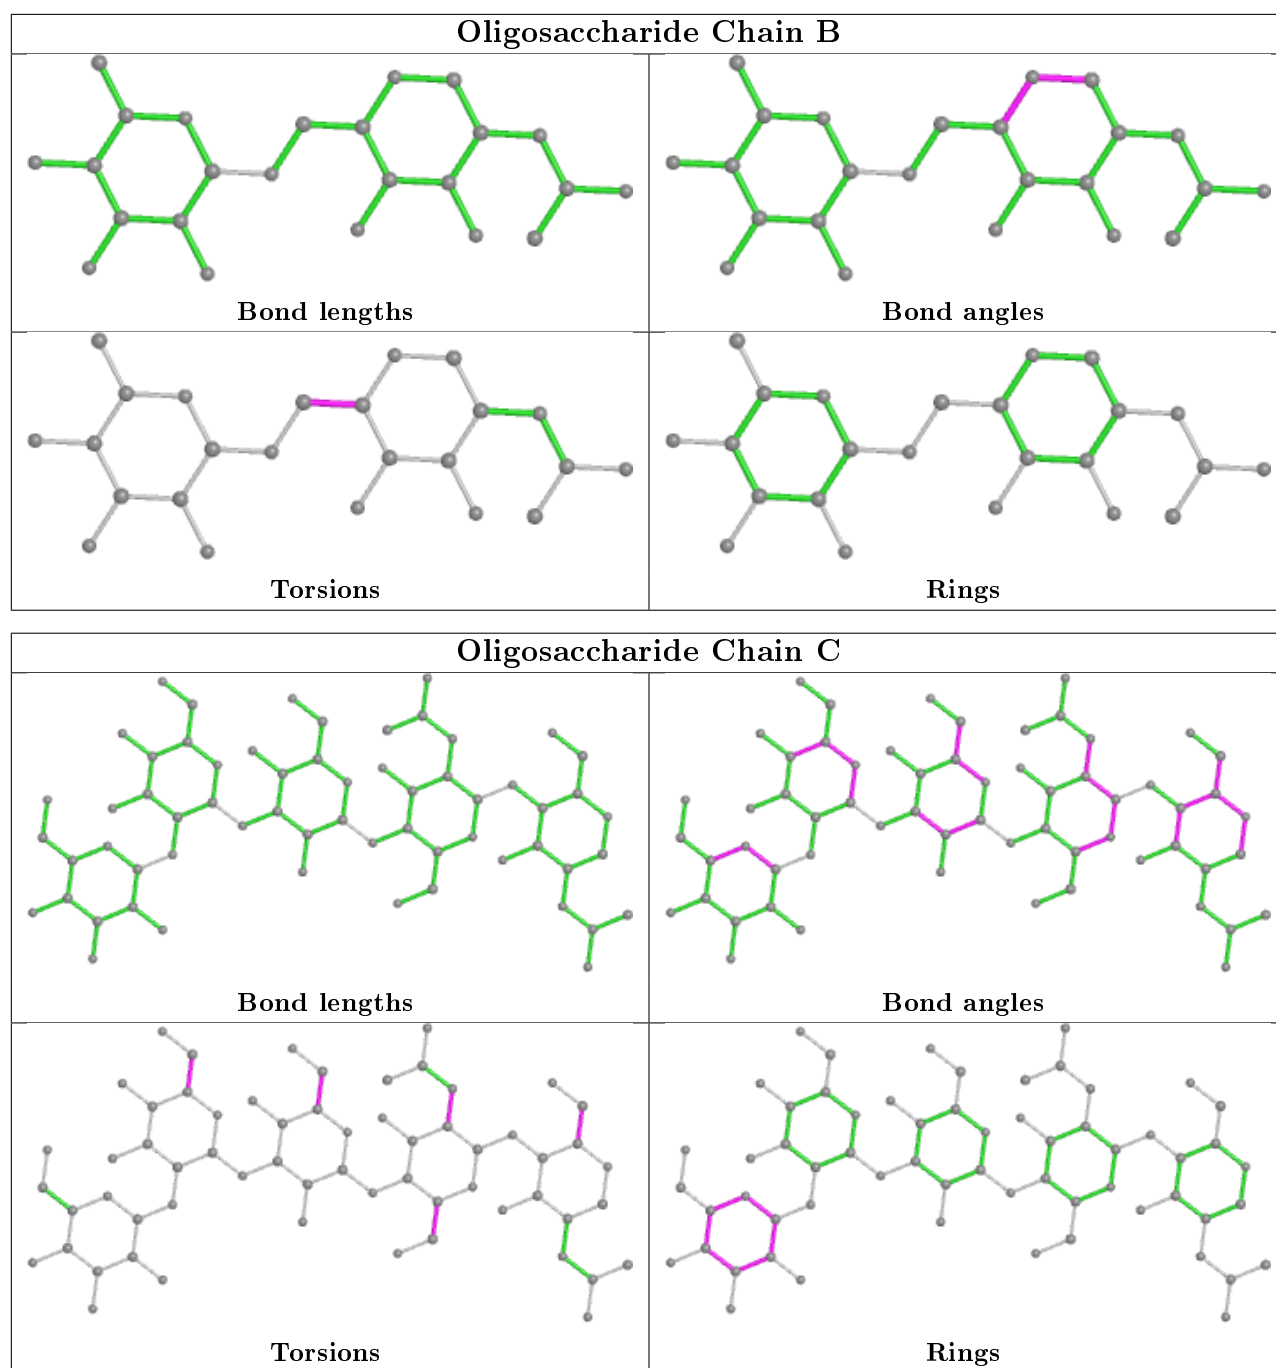 Oligosaccharide Chain B
Bond lengths
Bond angles
Torsions
Rings
Oligosaccharide Chain C
Bond lengths
Bond angles
Torsions
Rings